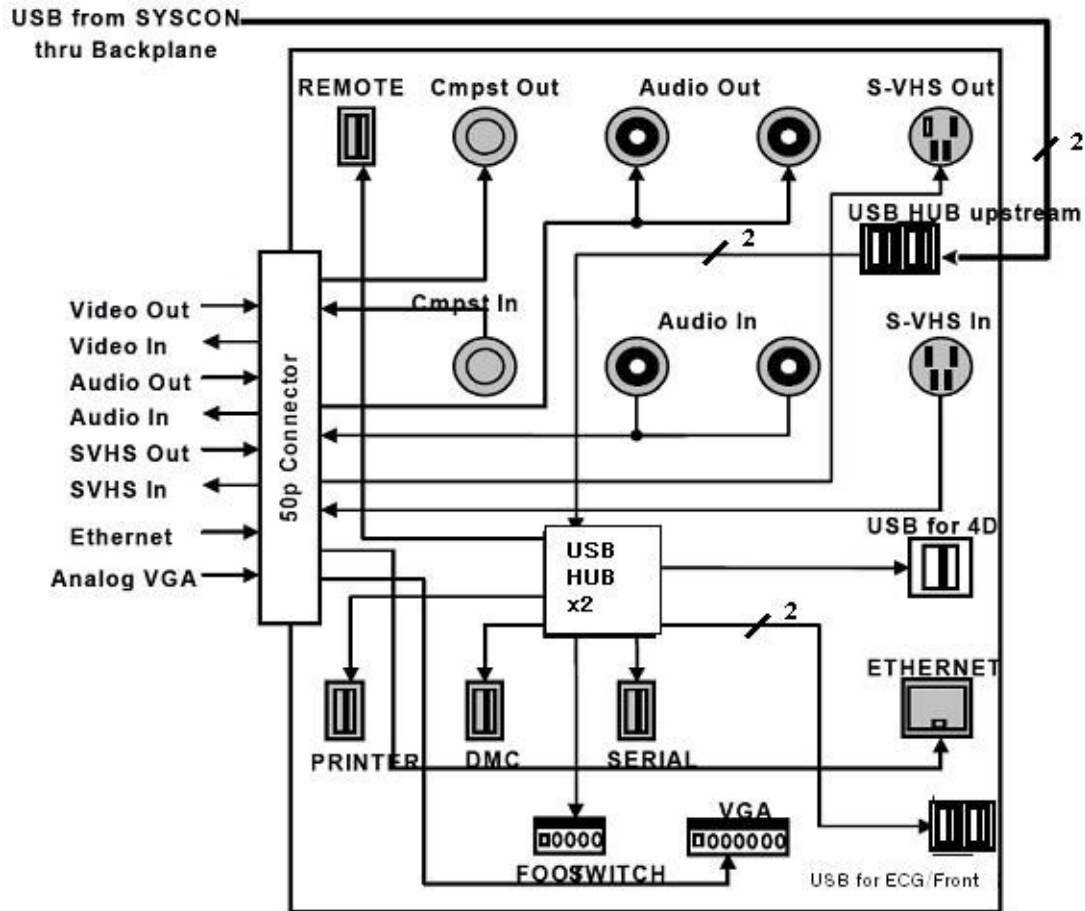 USB from SYSCON
thru Backplane
REMOTE
Cmpst Out
Audio Out
S-VHS Out
2
USB HUB upstream
2
Cmpst In
Audio In
S-VHS In
Video Out
Video In
Audio Out
Audio In
SVHS Out
SVHS In
Ethernet
Analog VGA
50p Connector
USB for 4D
USB
HUB
x2
2
ETHERNET
PRINTER
DMC
SERIAL
VGA
FOOTSWITCH
USB for ECG/Front